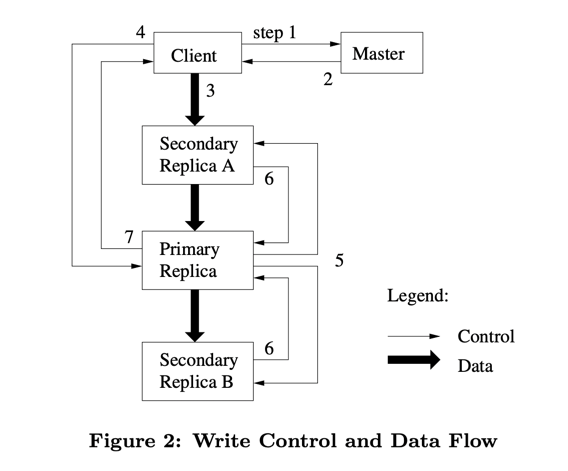 4
step 1
Client
Master
2
3
Secondary
Replica A
6
7
Primary
Replica
5
Legend:
Control
Data
6
Secondary
Replica B
Figure 2: Write Control and Data Flow